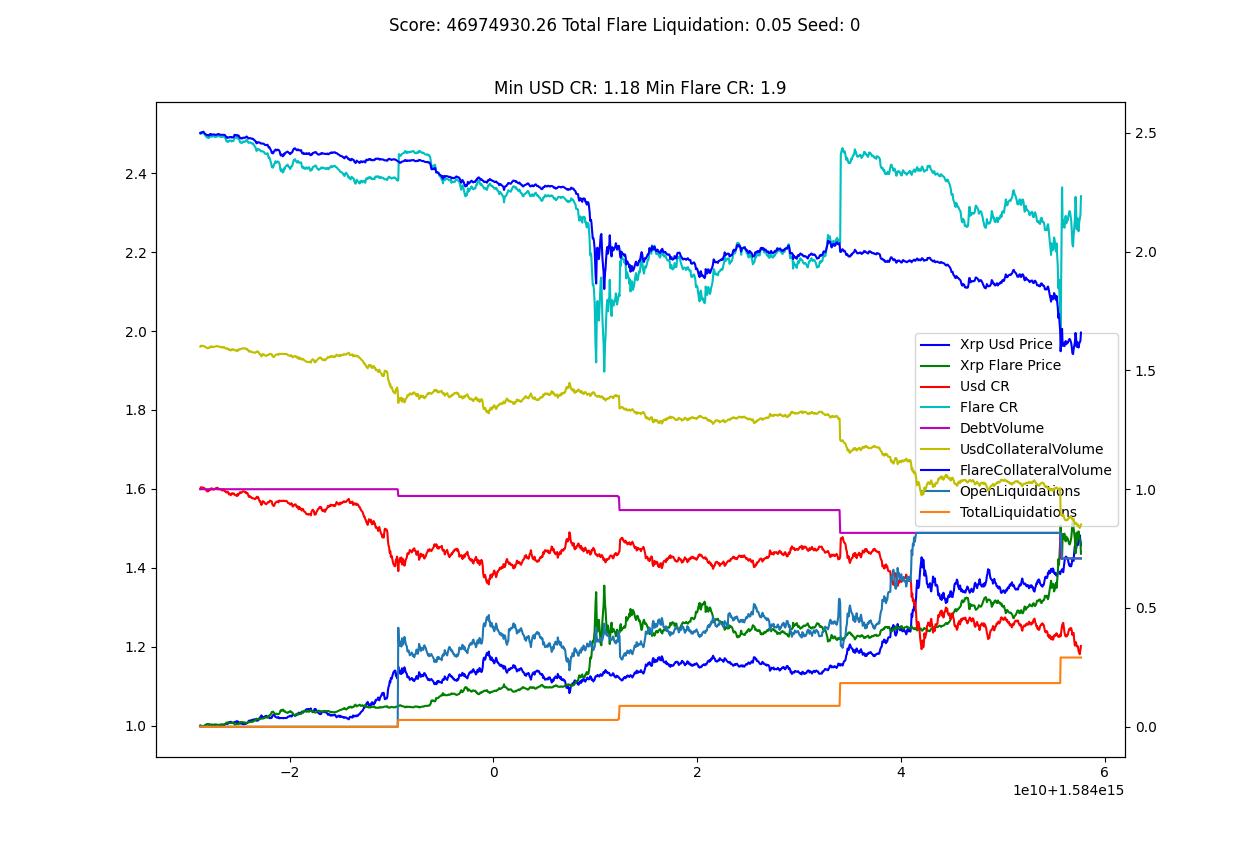 Score: 46974930.26 Total Flare Liquidation: 0.05 Seed: 0
Min USD CR: 1.18 Min Flare CR: 1.9
2.4
2.2
2.0
1.8
1.6
1.4
1.2
1.0
2.5
2.0
1.5
1.0
0.5
0.0
Xrp Usd Price
Xrp Flare Price
Usd CR
Flare CR
DebtVolume
UsdCollateralVolume
FlareCollateralVolume
OpenLiquidations
TotalLiquidations
−2 0 2 4 6
1e10+1.584e15